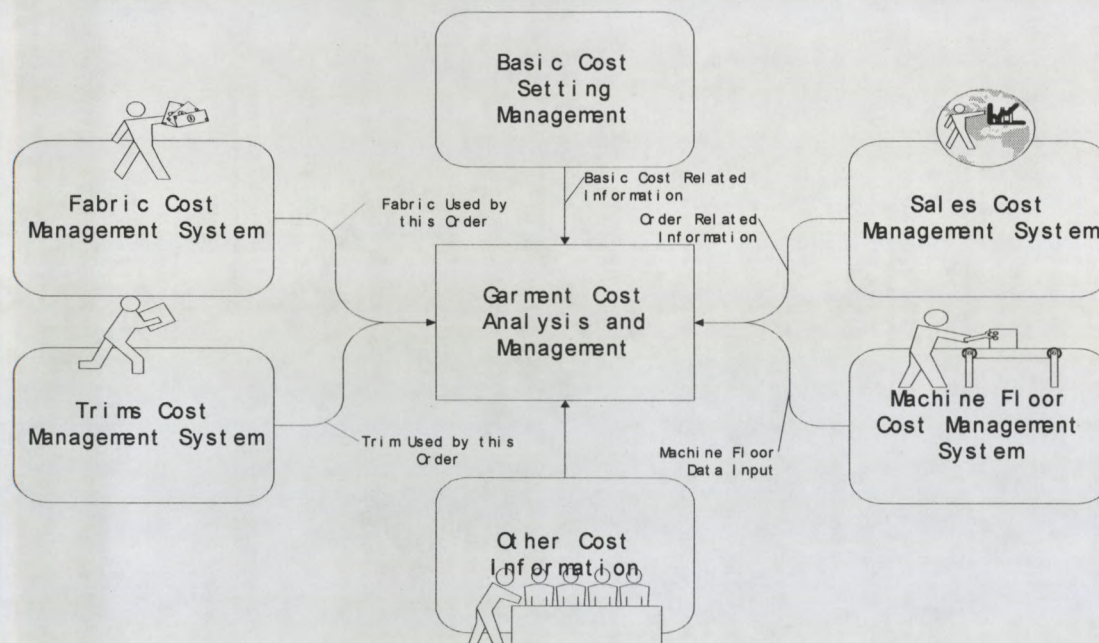 Basic Cost
Setting
Management
Fabric Cost
Management System
Fabric Used by
this Order
Basic Cost Related
Information
Order Related
Information
Sales Cost
Management System
Garment Cost
Analysis and
Management
Trims Cost
Management System
Trim Used by this
Order
Machine Floor
Data Input
Machine Floor
Cost Management
System
Other Cost
Information